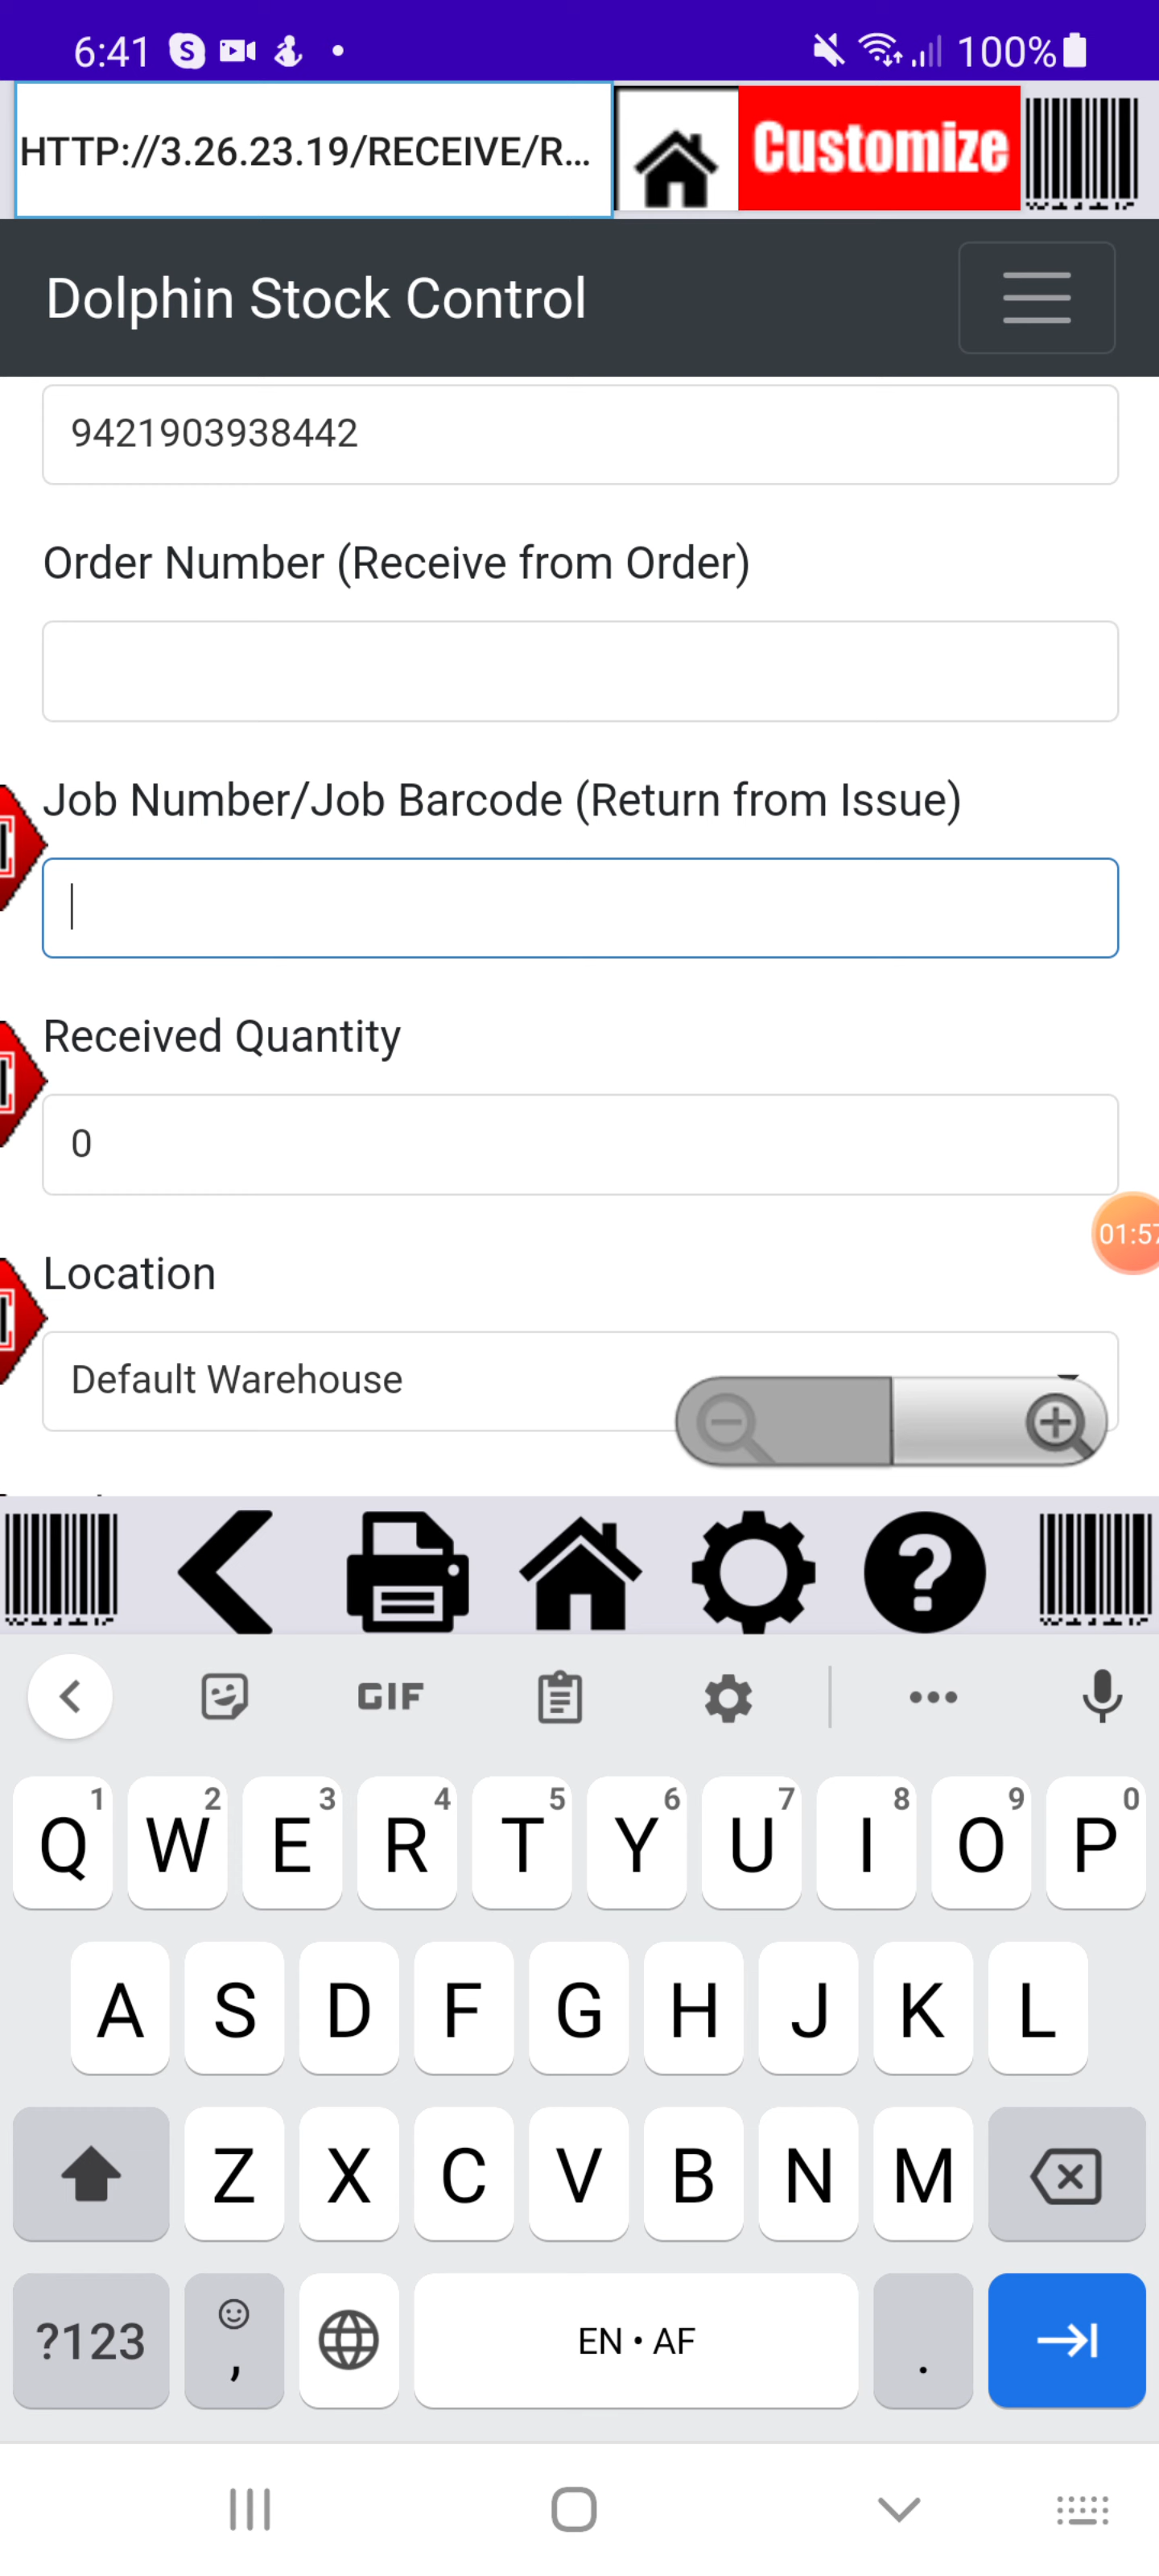 6:41
100%
HTTP://3.26.23.19/RECEIVE/R...
Customize
Dolphin Stock Control
9421903938442
Order Number (Receive from Order)
Job Number/Job Barcode (Return from Issue)
Received Quantity
0
01:57
Location
Default Warehouse
GIF
1 2 3 4 5 6 7 8 9 0
Q W E R T Y U I O P
A S D F G H J K L
Z X C V B N M
?123 , EN • AF .